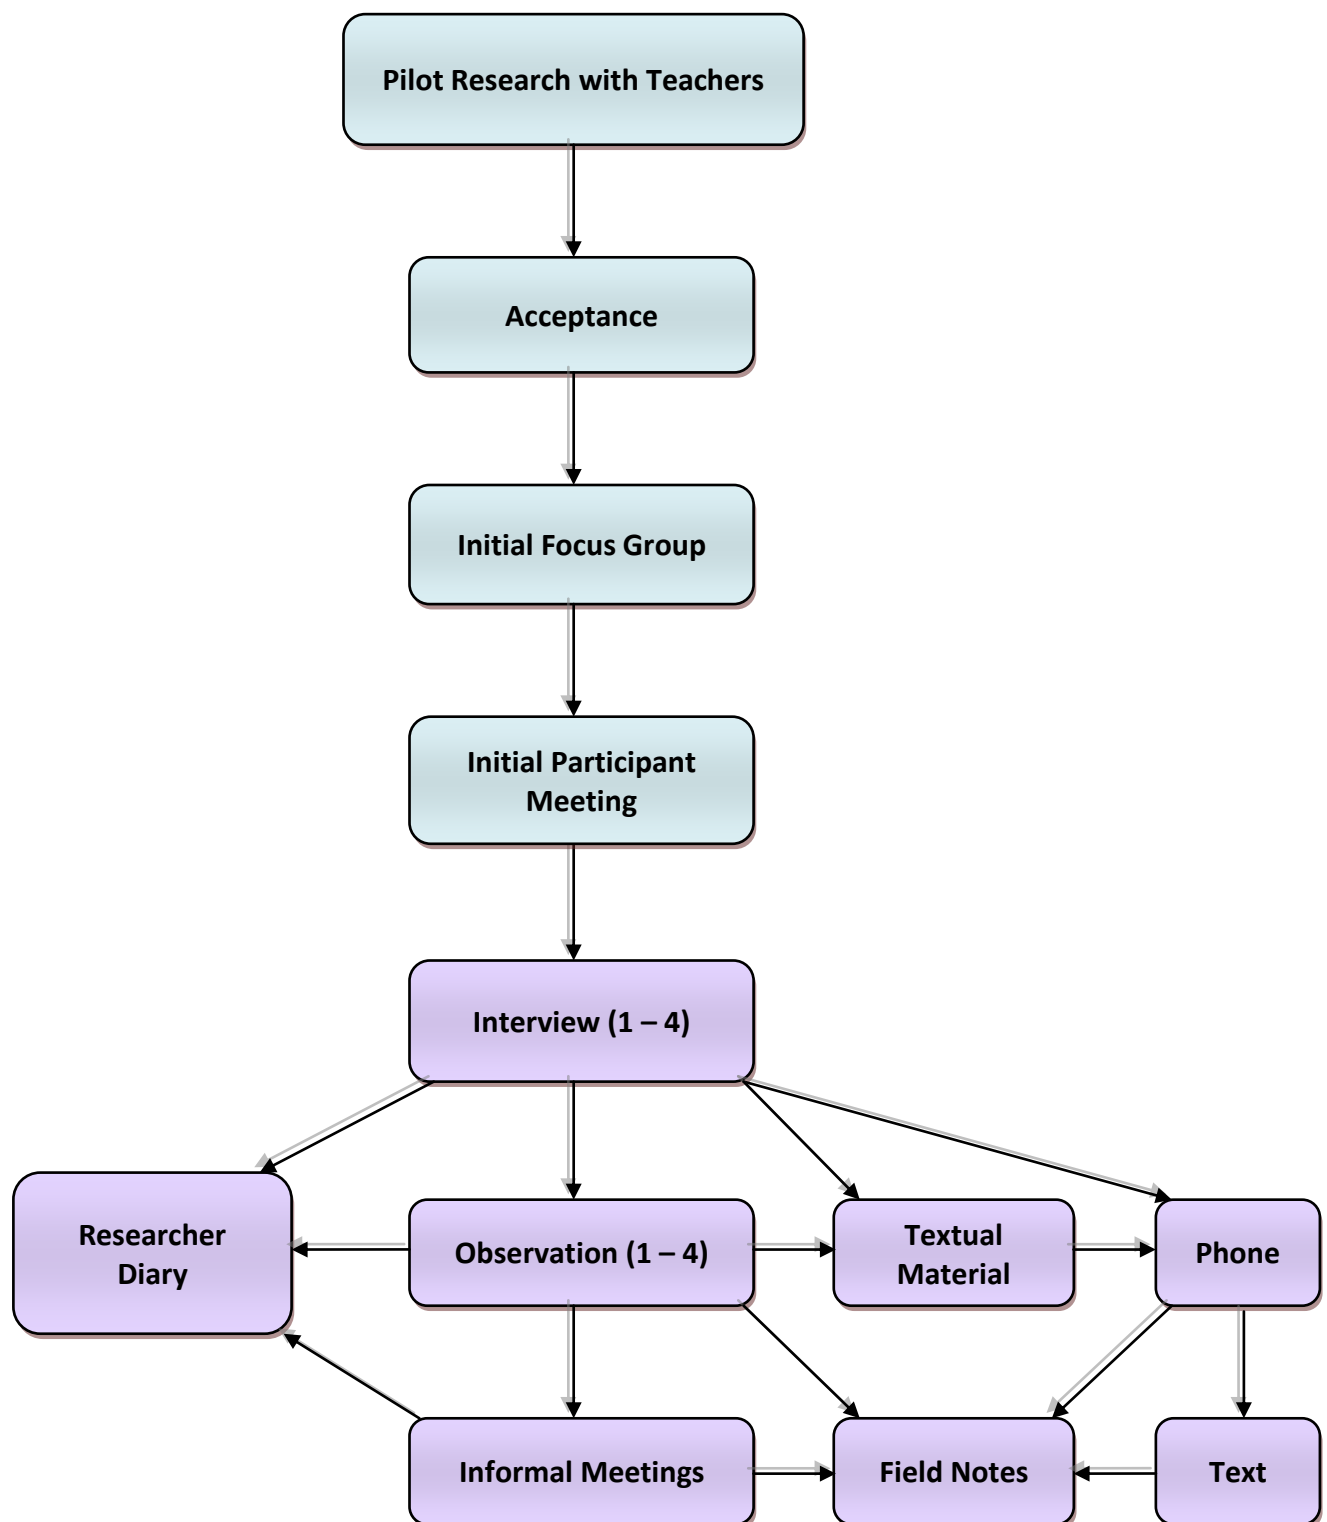 Pilot Research with Teachers
Acceptance
Initial Focus Group
Initial Participant
Meeting
Interview (1 – 4)
Researcher
Diary
Observation (1 – 4)
Textual
Material
Phone
Informal Meetings
Field Notes
Text